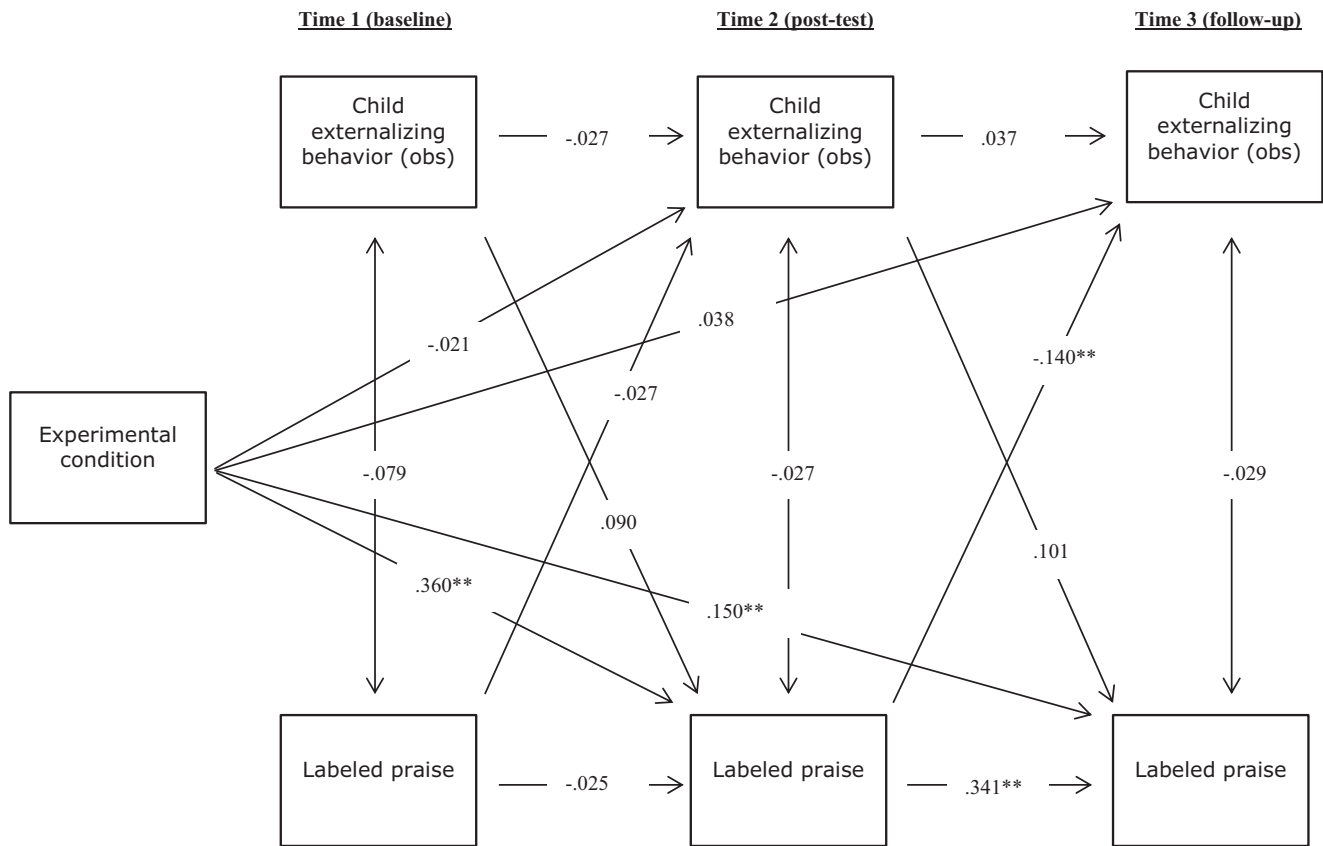 Time 1 (baseline)
Time 2 (post-test)
Time 3 (follow-up)
Child
externalizing
behavior (obs)
-.027
Child
externalizing
behavior (obs)
.037
Child
externalizing
behavior (obs)
-.021
.038
-.027
-.140**
Experimental
condition
-.079
-.027
-.029
.090
.101
.360**
.150**
Labeled praise
-.025
Labeled praise
.341**
Labeled praise